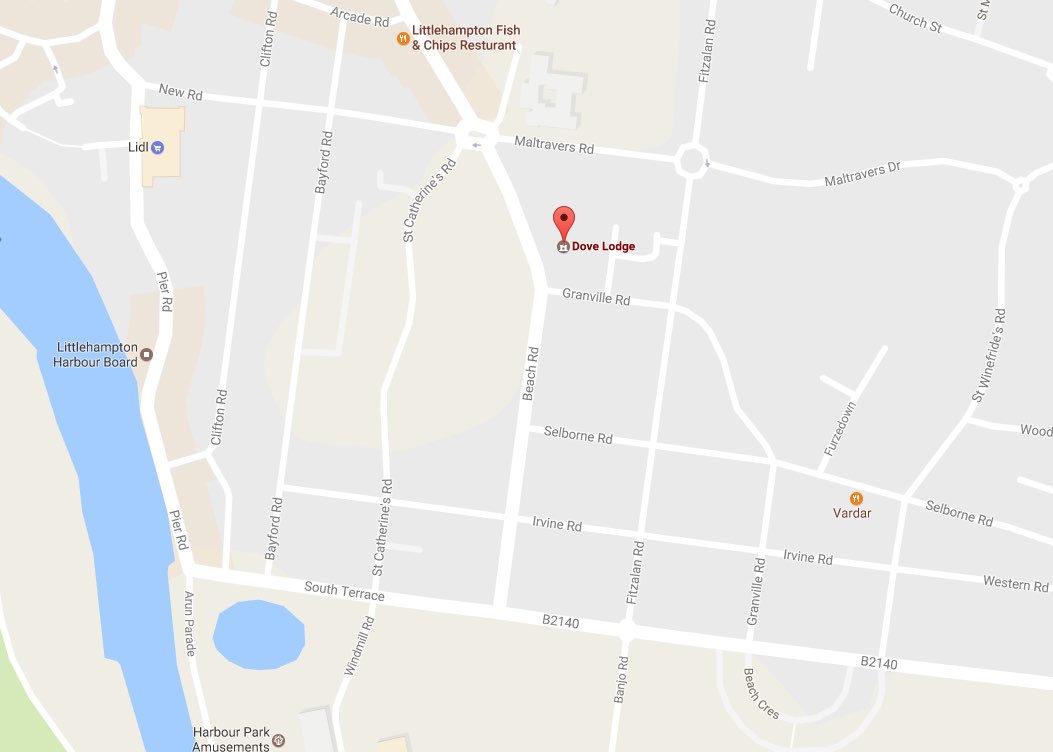 Arcade Rd
Littlehampton Fish
& Chips Resturant
Church St
St M
Clifton Rd
Fitzalan Rd
New Rd
Lidl
Bayford Rd
Maltravers Rd
Maltravers Dr
St Catherine's Rd
Dove Lodge
Pier Rd
Granville Rd
Littlehampton
Harbour Board
Beach Rd
St Winefride's Rd
Clifton Rd
Selborne Rd
Furzedown
Wood
Vardar
Selborne Rd
Pier Rd
Bayford Rd
St Catherine's Rd
Irvine Rd
Irvine Rd
Fitzalan Rd
Granville Rd
Western Rd
South Terrace
Arun Parade
B2140
Windmill Rd
B2140
Banjo Rd
Beach Cres
Harbour Park
Amusements